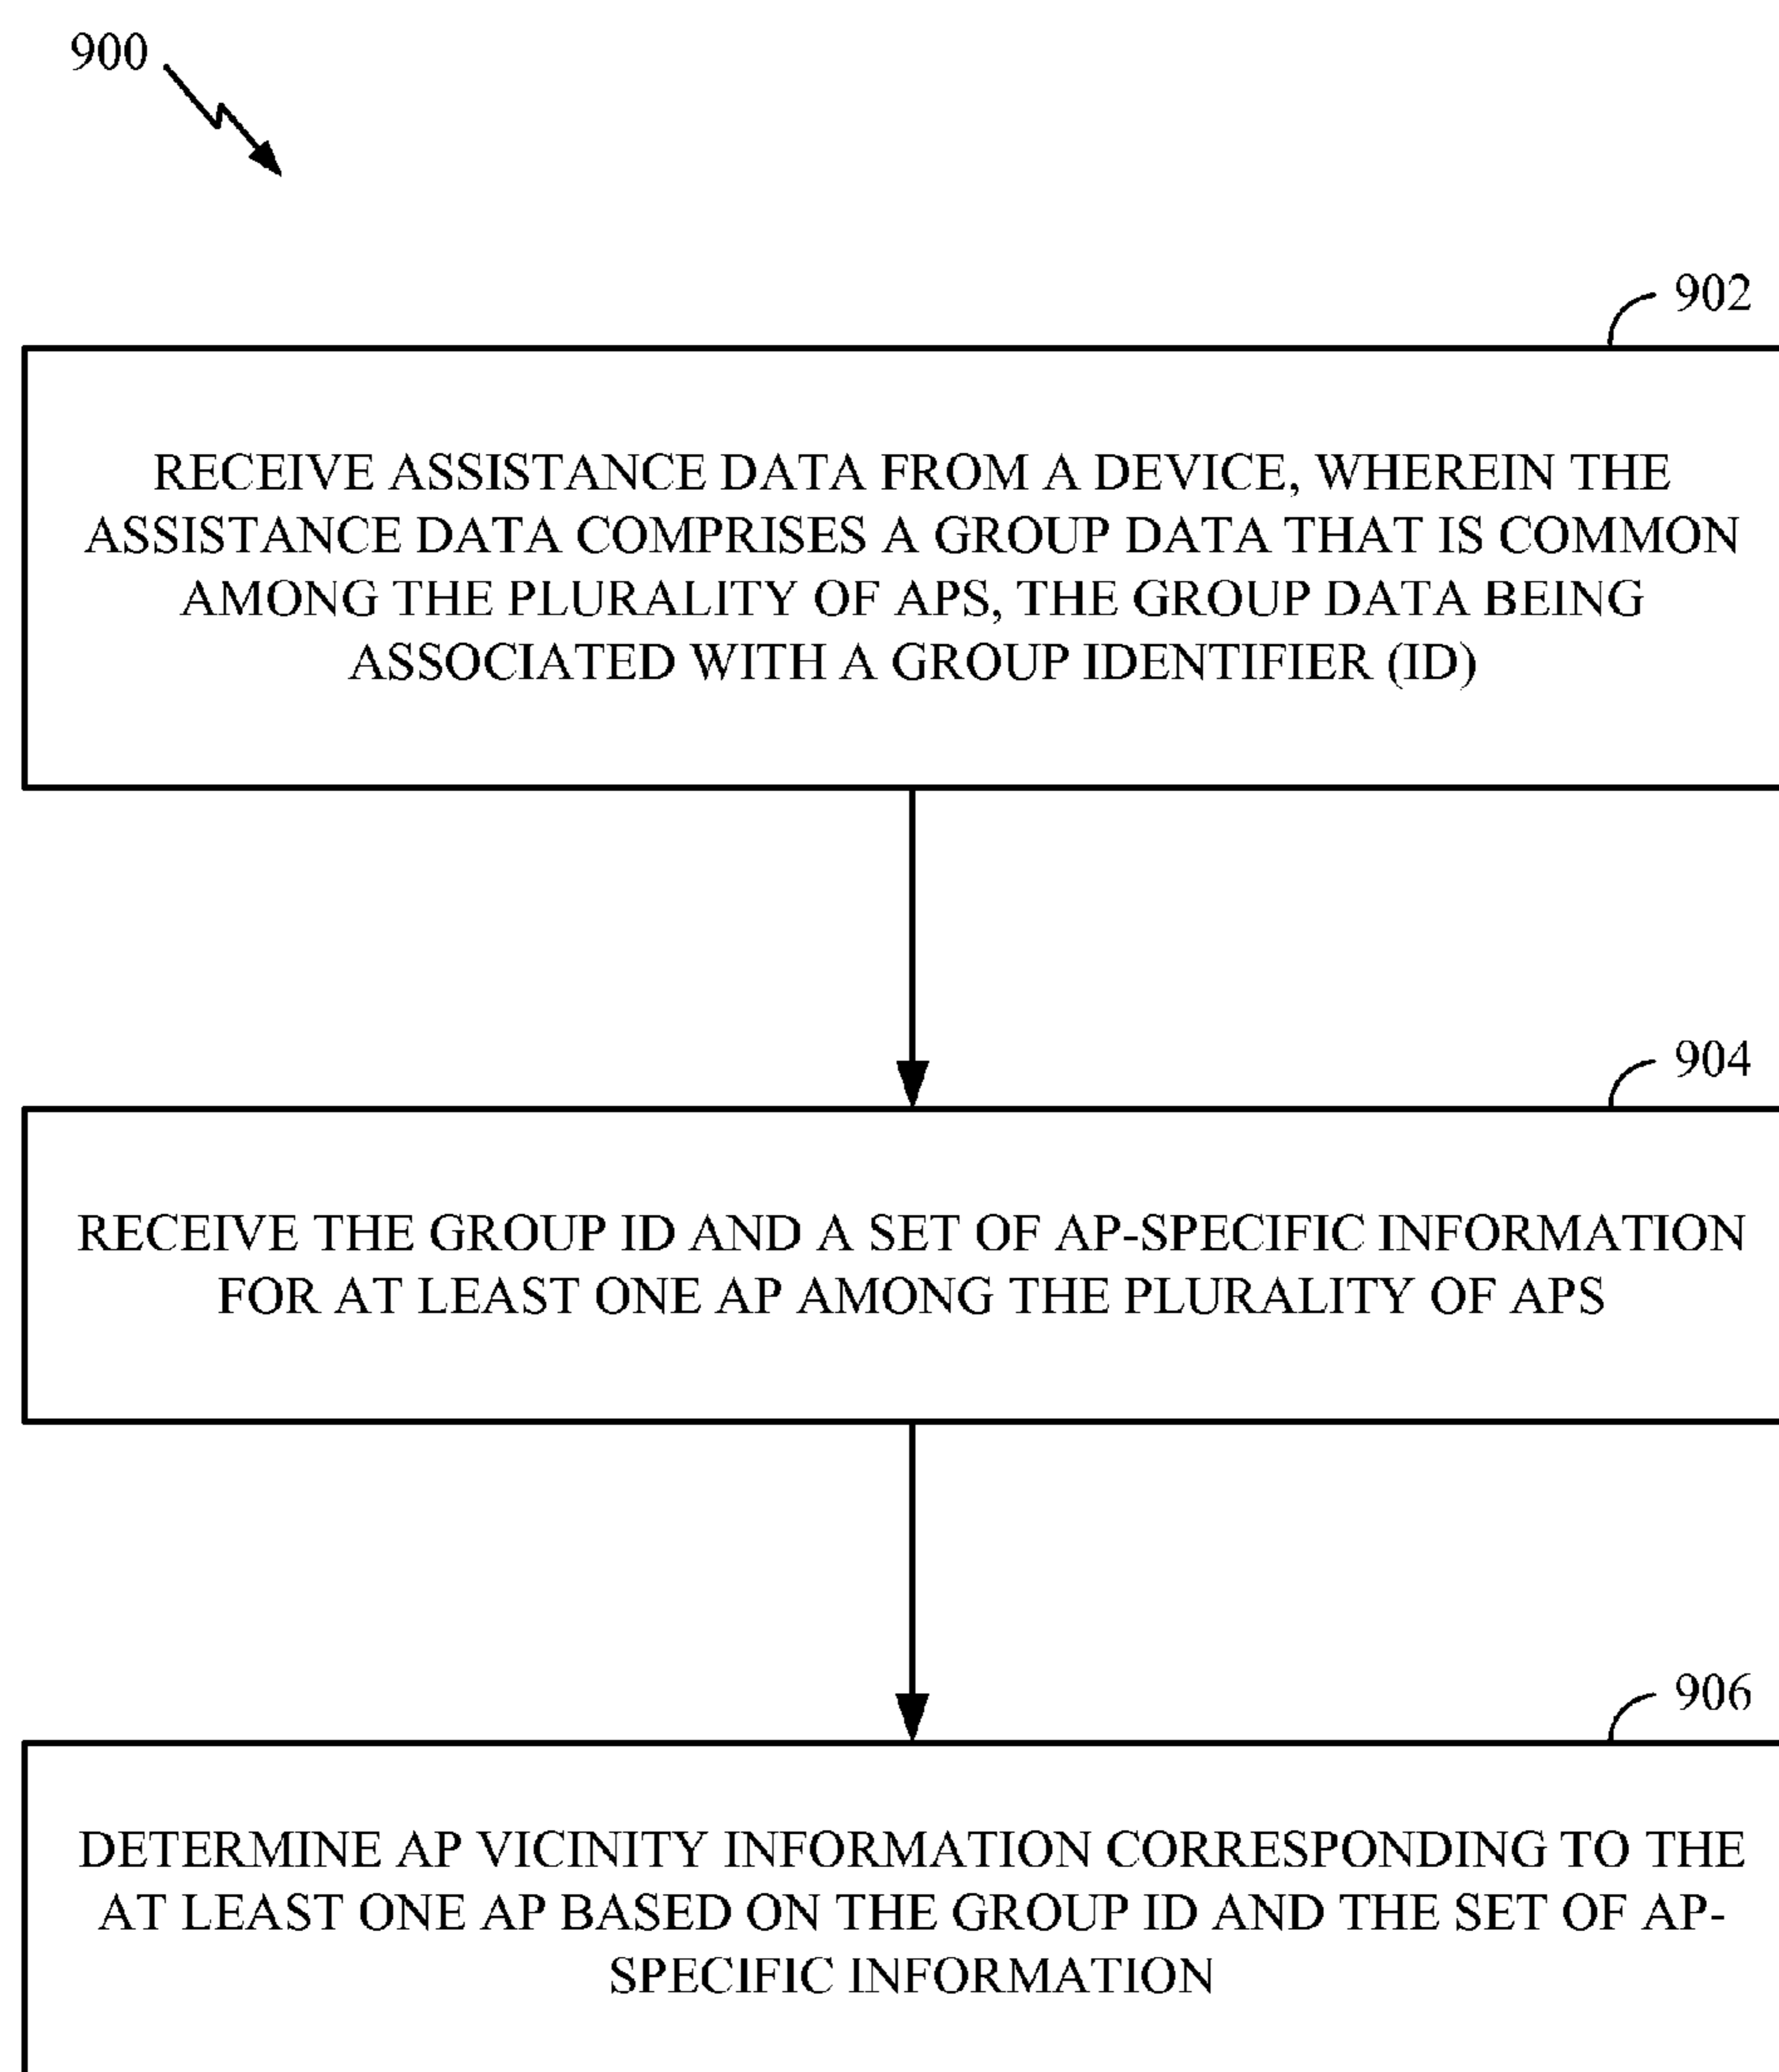 900
902
RECEIVE ASSISTANCE DATA FROM A DEVICE, WHEREIN THE
ASSISTANCE DATA COMPRISES A GROUP DATA THAT IS COMMON
AMONG THE PLURALITY OF APS, THE GROUP DATA BEING
ASSOCIATED WITH A GROUP IDENTIFIER (ID)
904
RECEIVE THE GROUP ID AND A SET OF AP-SPECIFIC INFORMATION
FOR AT LEAST ONE AP AMONG THE PLURALITY OF APS
906
DETERMINE AP VICINITY INFORMATION CORRESPONDING TO THE
AT LEAST ONE AP BASED ON THE GROUP ID AND THE SET OF AP-
SPECIFIC INFORMATION